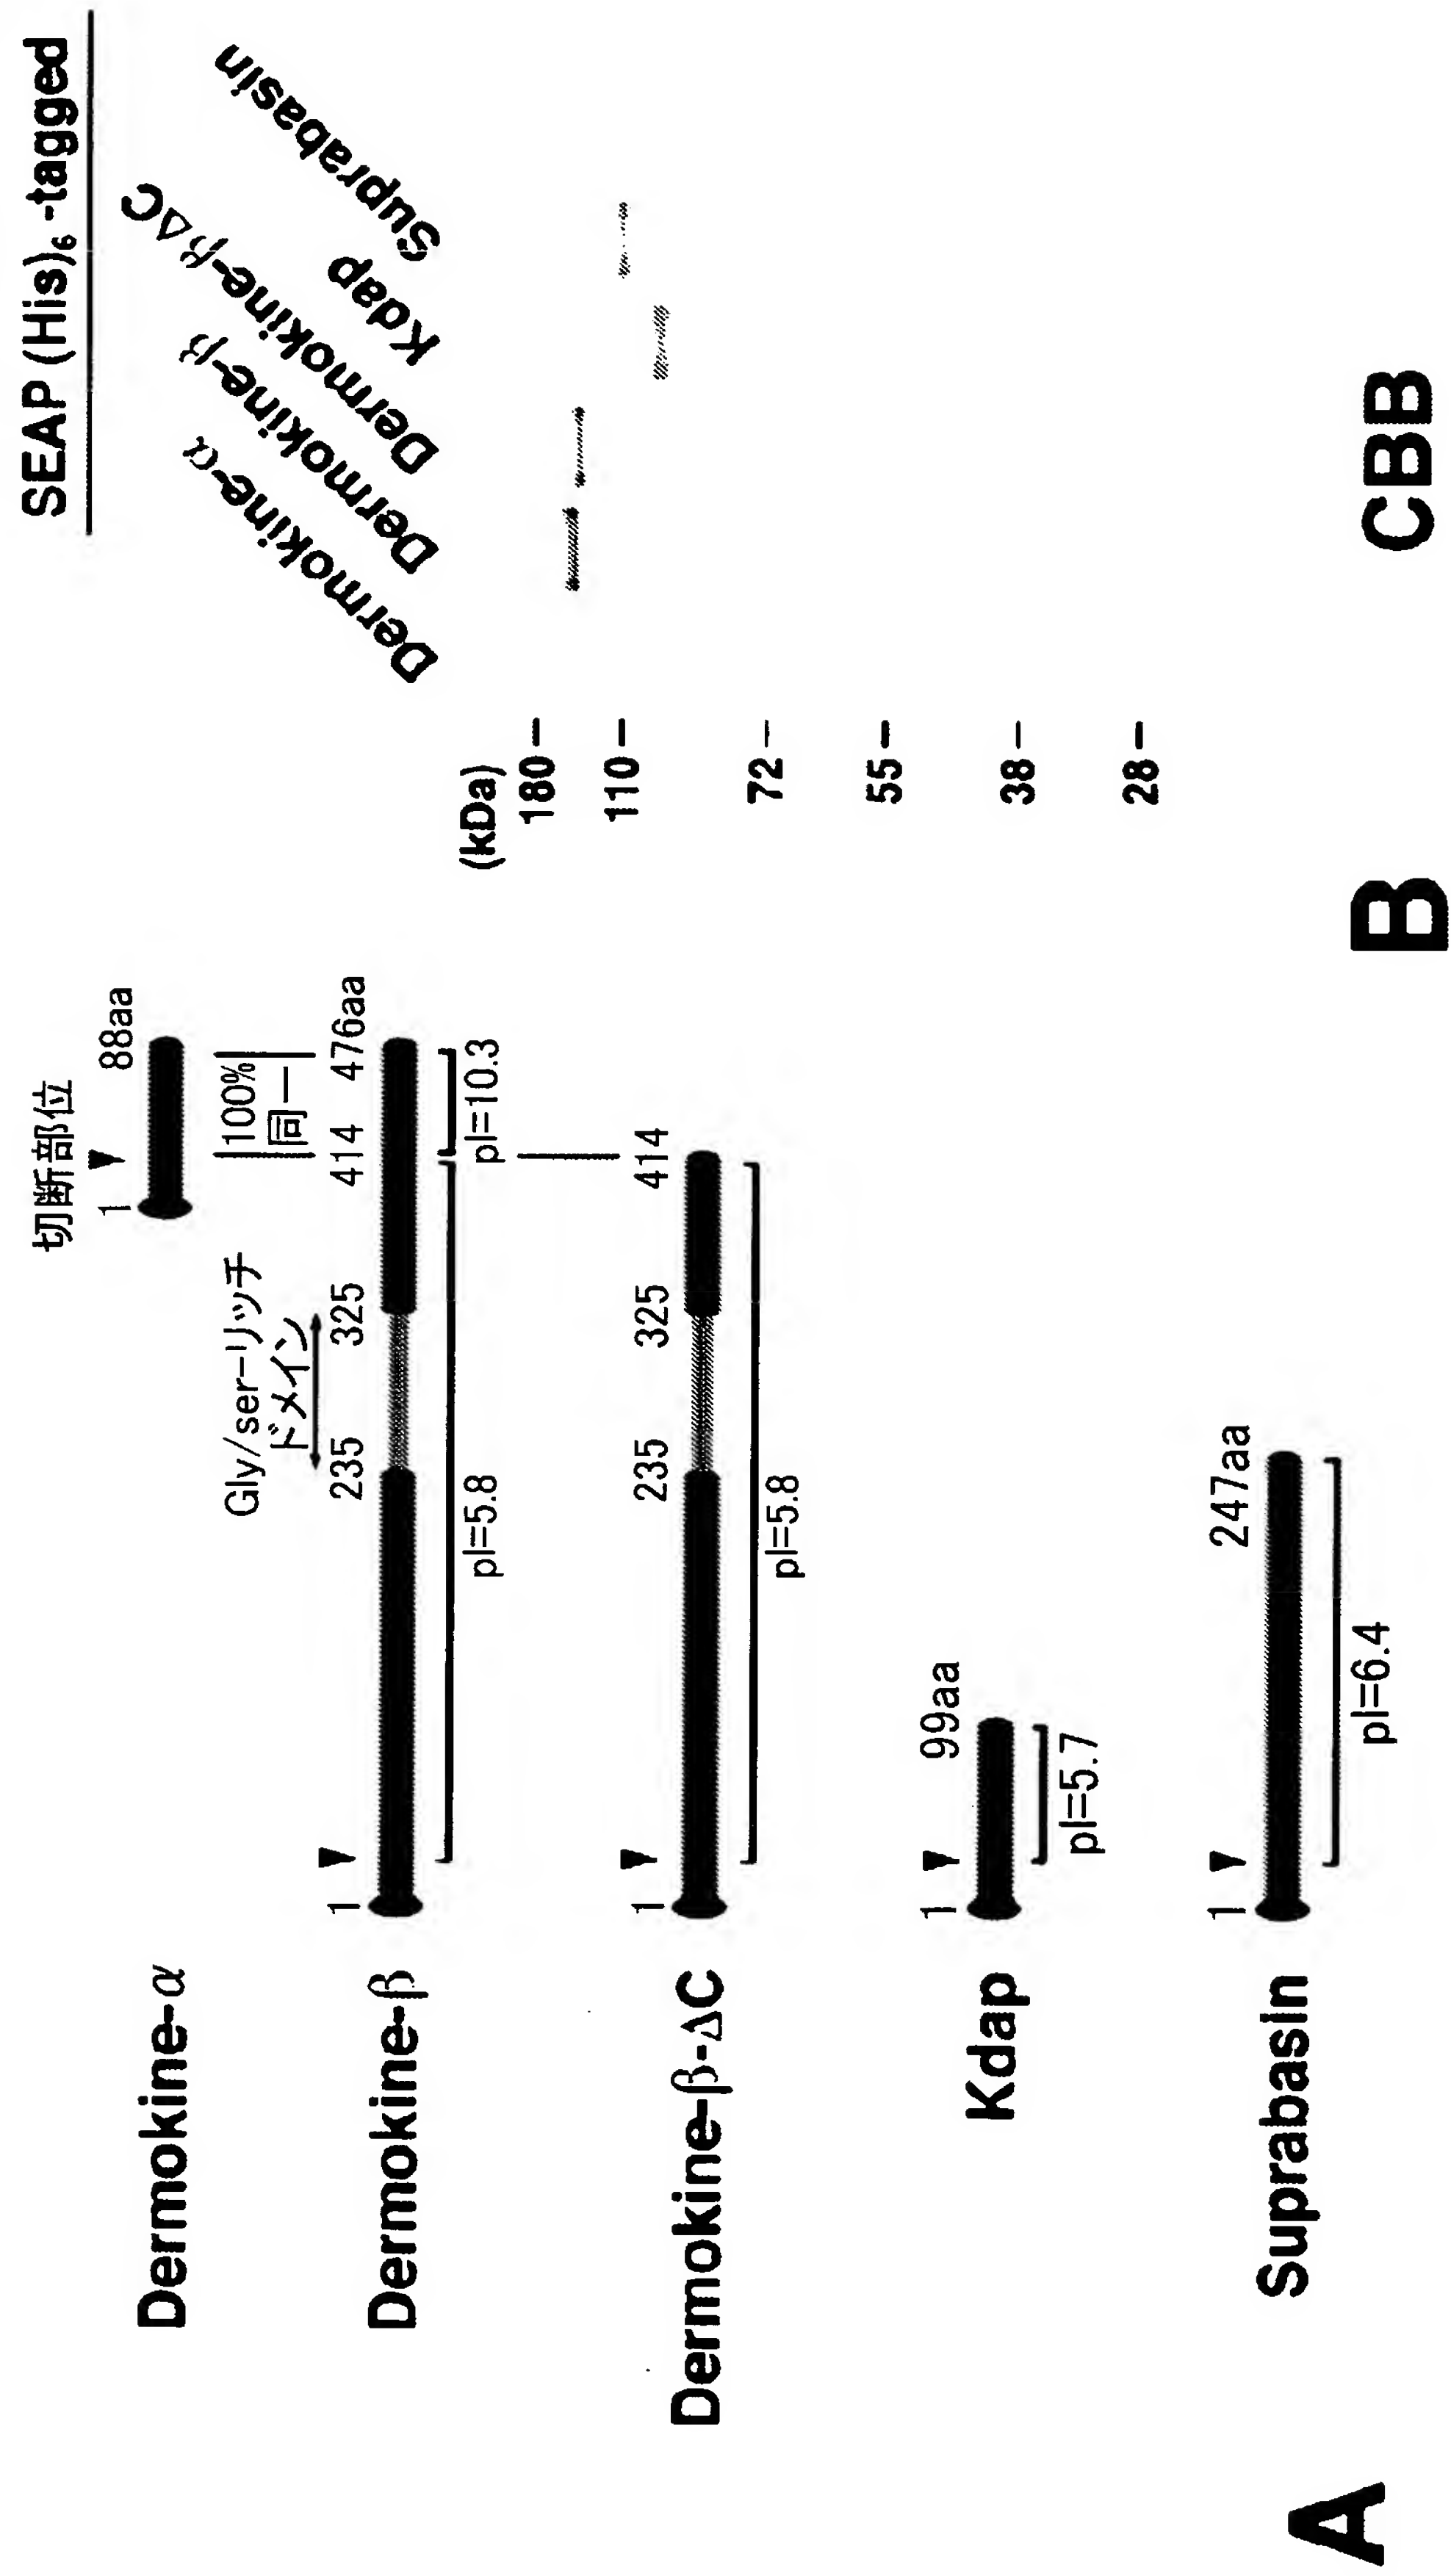 切断部位
1
88aa
Dermokine-α
100%
同一
Gly/ser-リッチ
ドメイン
1
235
325
414
476aa
Dermokine-β
pI=5.8
pI=10.3
1
235
325
414
Dermokine-β-ΔC
pI=5.8
1
99aa
Kdap
pI=5.7
1
247aa
Suprabasin
pI=6.4
A
SEAP (His)₆ -tagged
Dermokine-α
Dermokine-β
Dermokine-βΔC
Kdap
Suprabasin
(kDa)
180
110
72
55
38
28
CBB
B